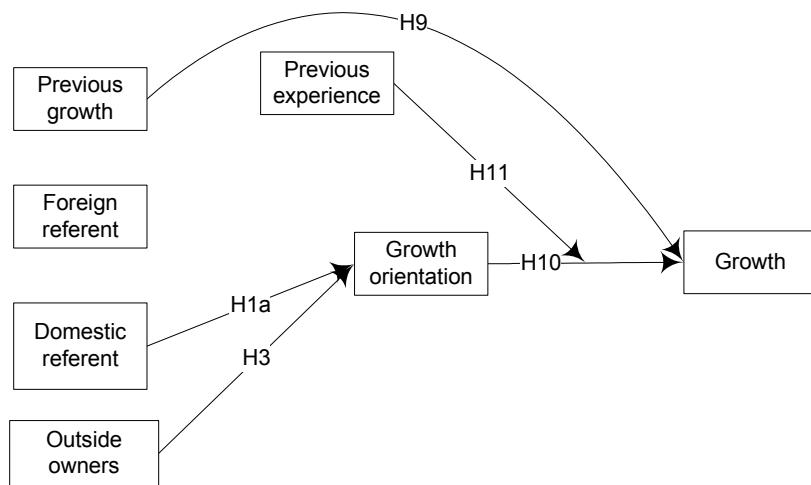 H9
Previous
growth
Previous
experience
H11
Foreign
referent
Growth
orientation
H10
Growth
Domestic
referent
H1a
H3
Outside
owners